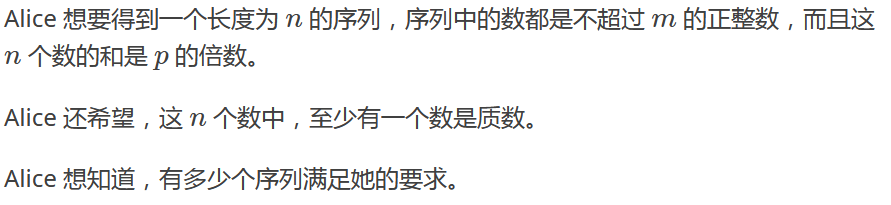 Alice 想要得到一个长度为 n 的序列，序列中的数都是不超过 m 的正整数，而且这
n 个数的和是 p 的倍数。
Alice 还希望，这 n 个数中，至少有一个数是质数。
Alice 想知道，有多少个序列满足她的要求。